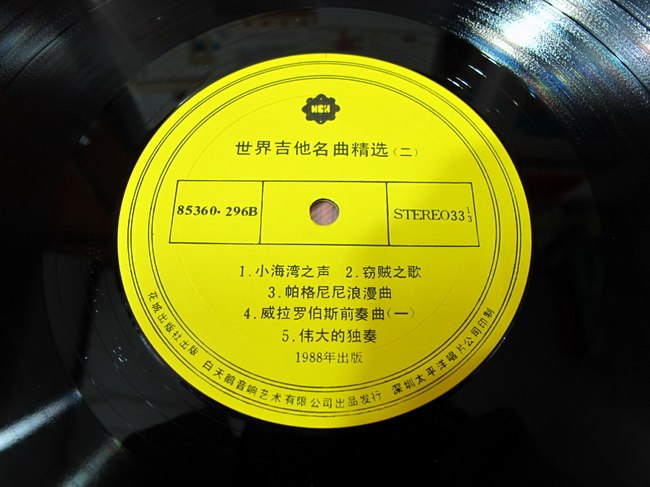 世界吉他名曲精选(二)
85360·296B
STEREO33 1/3
1.小海湾之声 2.窃贼之歌
3.帕格尼尼浪漫曲
4.威拉罗伯斯前奏曲(一)
5.伟大的独奏
1988年出版
花城出版社出版 白天鹅音响艺术有限公司出品发行 深圳太平洋唱片公司印制